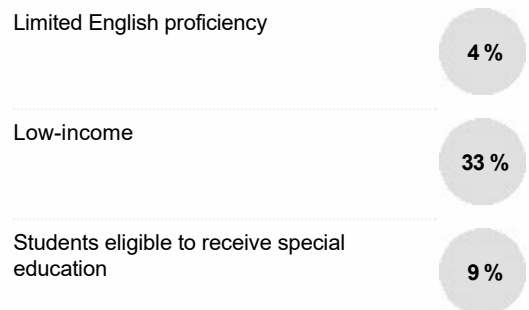 Limited English proficiency
4 %
Low-income
33 %
Students eligible to receive special
education
9 %